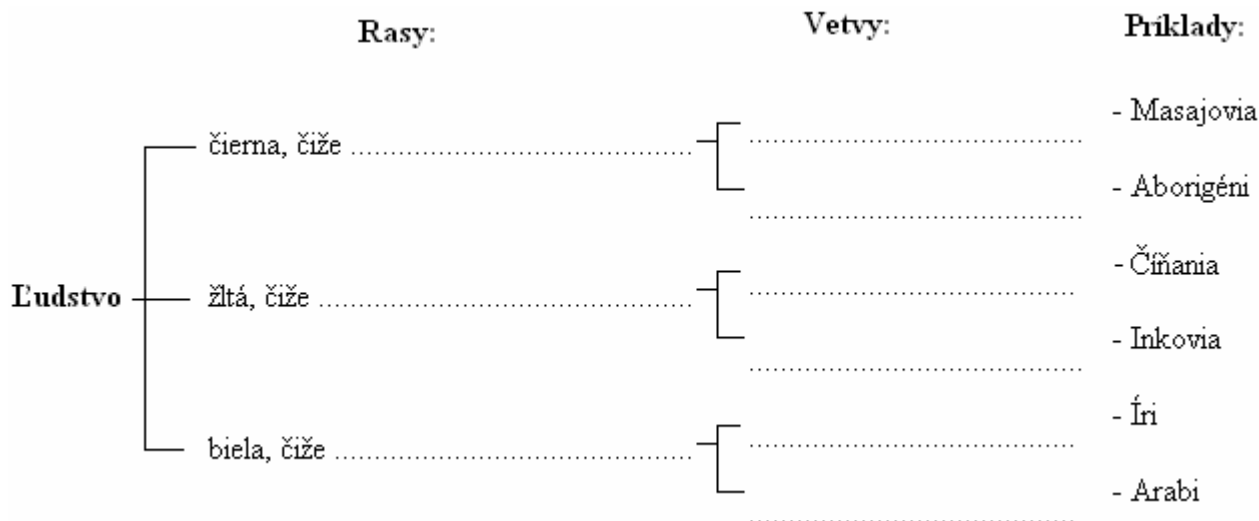 Rasy: Vetvy: Príklady:
- Masajovia
čierna, čiže ........................................................ ........................................................
- Aborigéni
........................................................
- Číňania
Ľudstvo žltá, čiže ........................................................ ........................................................
- Inkovia
........................................................
- Íri
biela, čiže ........................................................ ........................................................
- Arabi
........................................................